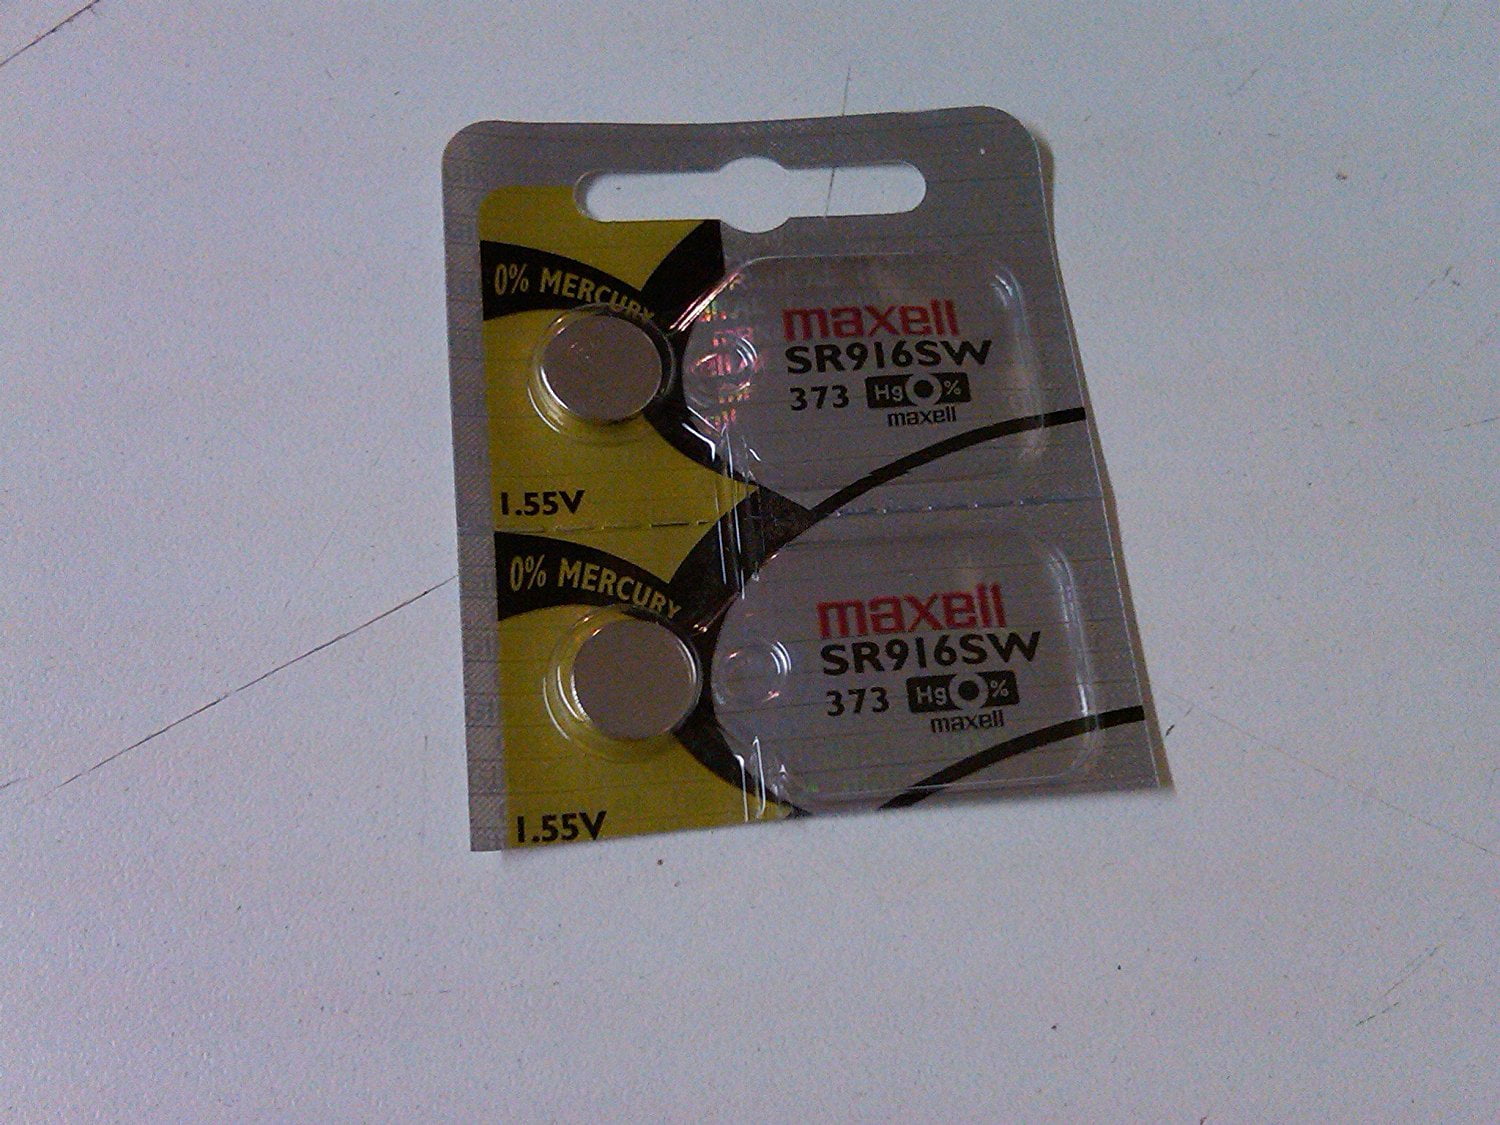 0% MERCURY
maxell
SR916SW
373 Hg 0%
maxell
1.55V
0% MERCURY
maxell
SR916SW
373 Hg 0%
maxell
1.55V